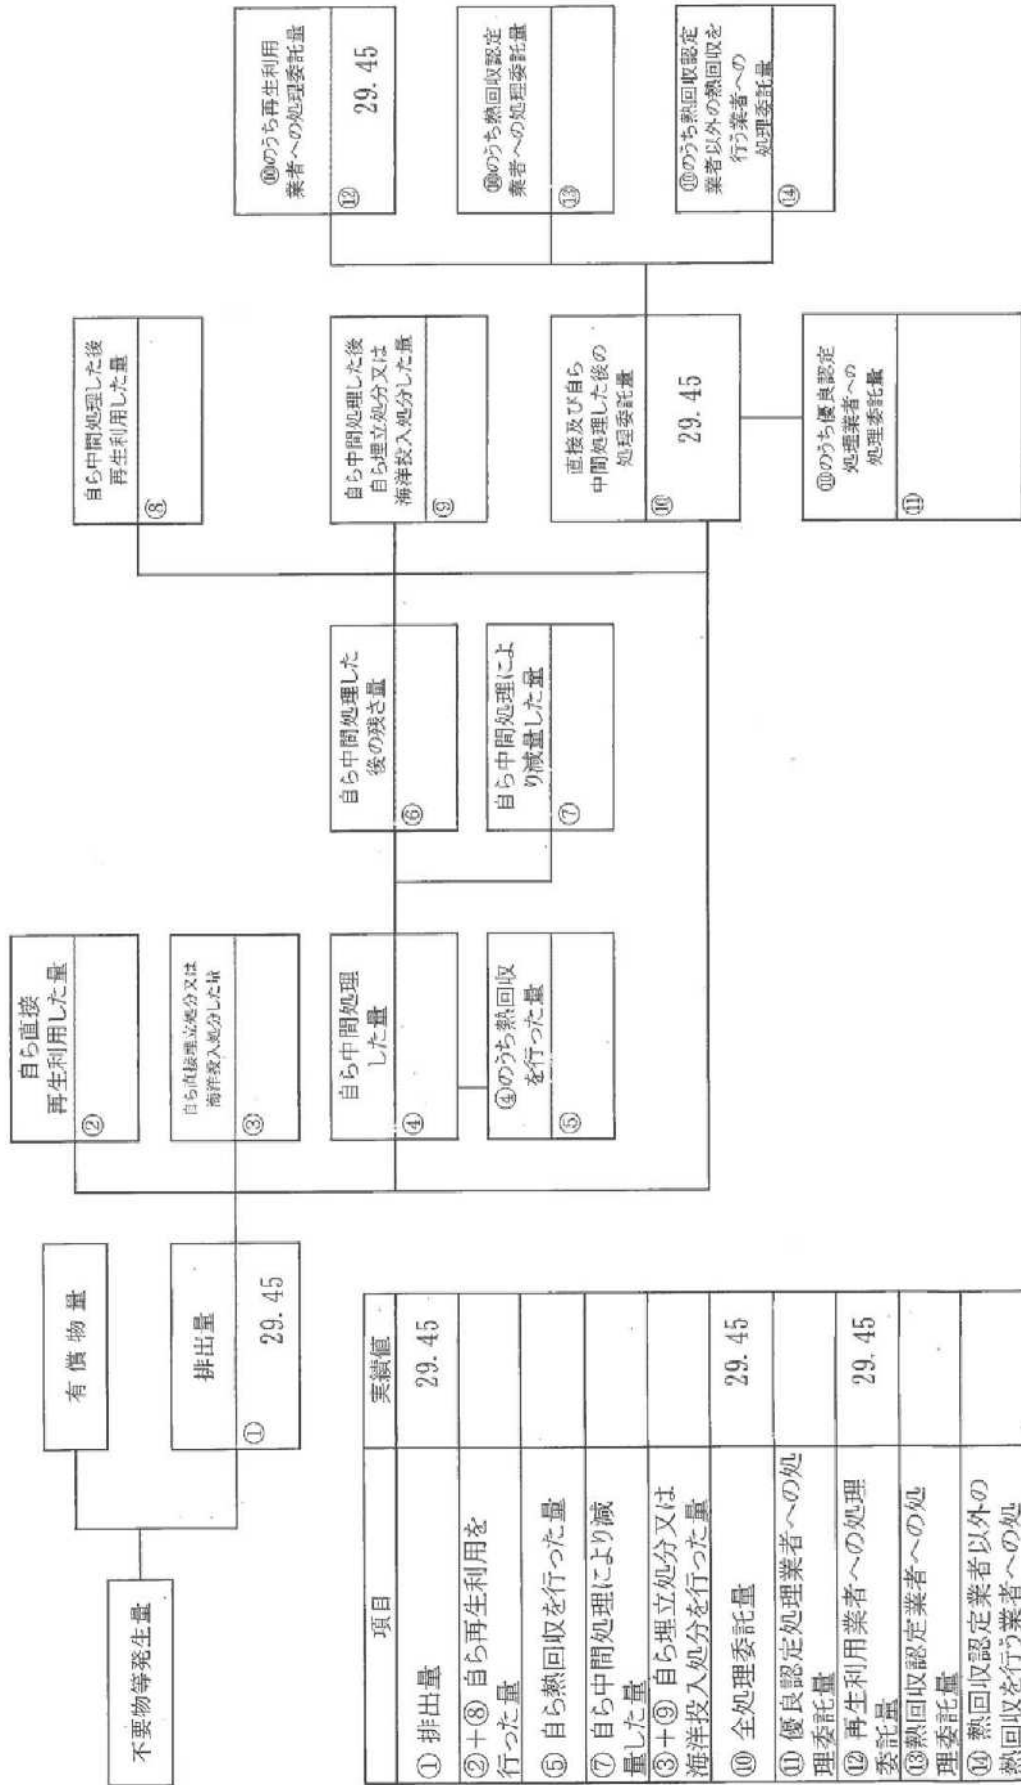 不要物等発生量
有償物量
排出量
①
29.45
自ら直接
再生利用した量
②
自ら直接埋立処分又は
海洋投入処分した量
③
自ら中間処理
した量
④
④のうち熱回収
を行った量
⑤
自ら中間処理した
後の残さ量
⑥
自ら中間処理によ
り減量した量
⑦
自ら中間処理した後
再生利用した量
⑧
自ら中間処理した後
自ら埋立処分又は
海洋投入処分した量
⑨
直接及び自ら
中間処理した後の
処理委託量
⑩
29.45
⑩のうち優良認定
処理業者への
処理委託量
⑪
⑩のうち再生利用
業者への処理委託量
⑫
29.45
⑩のうち熱回収認定
業者への処理委託量
⑬
⑩のうち熱回収認定
業者以外の熱回収を
行う業者への
処理委託量
⑭
項目 実績値
① 排出量 29.45
②+⑧ 自ら再生利用を
行った量
⑤ 自ら熱回収を行った量
⑦ 自ら中間処理により減
量した量
③+⑨ 自ら埋立処分又は
海洋投入処分を行った量
⑩ 全処理委託量 29.45
⑪ 優良認定処理業者への処
理委託量
⑫ 再生利用業者への処理
委託量 29.45
⑬熱回収認定業者への処
理委託量
⑭ 熱回収認定業者以外の
熱回収を行う業者への処